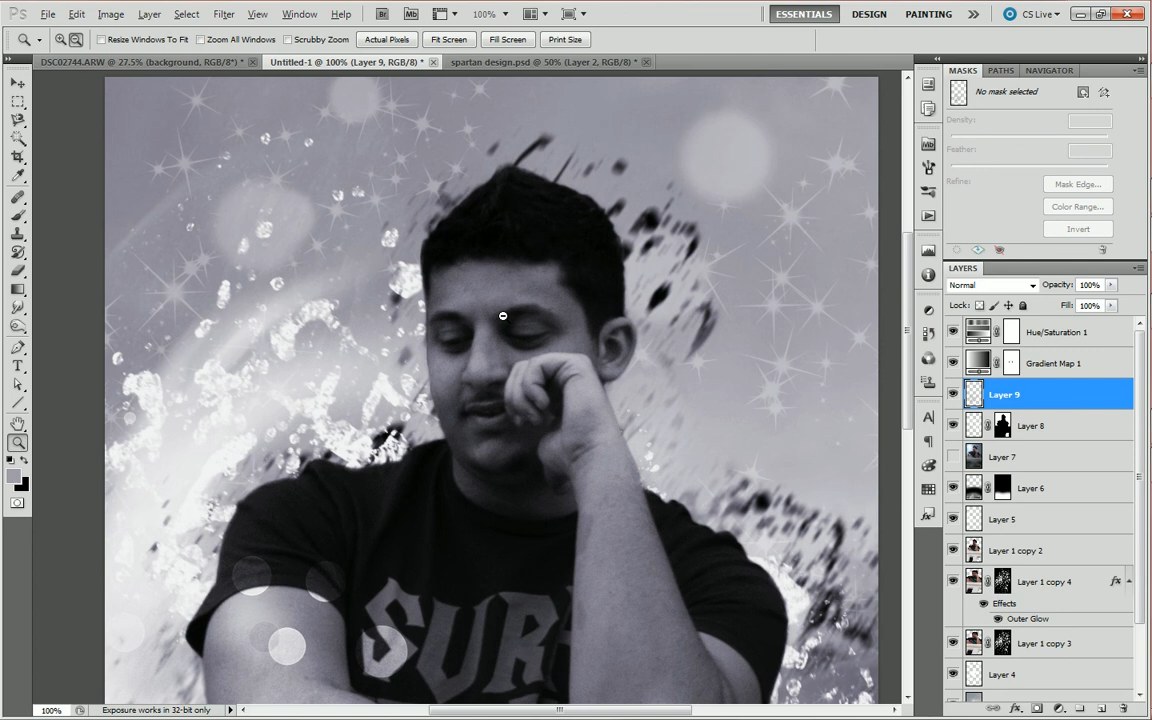 Ps File Edit Image Layer Select Filter View Window Help Br Mb 100% ESSENTIALS DESIGN PAINTING CS Live
Resize Windows To Fit Zoom All Windows Scrubby Zoom Actual Pixels Fit Screen Fill Screen Print Size
DSC02744.ARW @ 27.5% (background, RGB/8*) * Untitled-1 @ 100% (Layer 9, RGB/8) * spartan design.psd @ 50% (Layer 2, RGB/8) *
MASKS PATHS NAVIGATOR
No mask selected
Density:
Feather:
Refine:
Mask Edge...
Color Range...
Invert
LAYERS
Normal Opacity: 100%
Lock: Fill: 100%
Hue/Saturation 1
Gradient Map 1
Layer 9
Layer 8
Layer 7
Layer 6
Layer 5
Layer 1 copy 2
Layer 1 copy 4 fx
Effects
Outer Glow
Layer 1 copy 3
Layer 4
SUR
100% Exposure works in 32-bit only